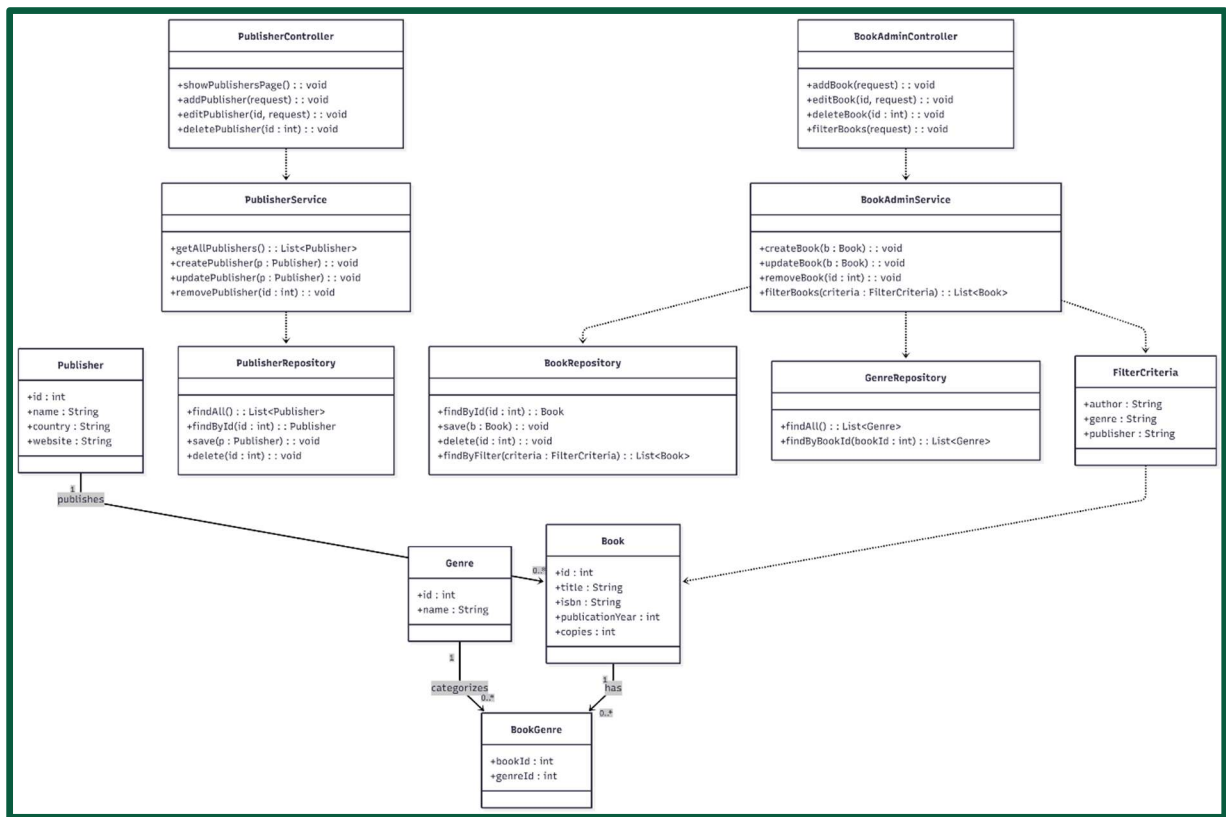 PublisherController
+showPublishersPage() : : void
+addPublisher(request) : : void
+editPublisher(id, request) : : void
+deletePublisher(id : int) : : void
BookAdminController
+addBook(request) : : void
+editBook(id, request) : : void
+deleteBook(id : int) : : void
+filterBooks(request) : : void
PublisherService
+getAllPublishers() : : List<Publisher>
+createPublisher(p : Publisher) : : void
+updatePublisher(p : Publisher) : : void
+removePublisher(id : int) : : void
BookAdminService
+createBook(b : Book) : : void
+updateBook(b : Book) : : void
+removeBook(id : int) : : void
+filterBooks(criteria : FilterCriteria) : : List<Book>
Publisher
+id : int
+name : String
+country : String
+website : String
PublisherRepository
+findAll() : : List<Publisher>
+findById(id : int) : : Publisher
+save(p : Publisher) : : void
+delete(id : int) : : void
BookRepository
+findById(id : int) : : Book
+save(b : Book) : : void
+delete(id : int) : : void
+findByFilter(criteria : FilterCriteria) : : List<Book>
GenreRepository
+findAll() : : List<Genre>
+findByBookId(bookId : int) : : List<Genre>
FilterCriteria
+author : String
+genre : String
+publisher : String
1
publishes
0..*
Genre
+id : int
+name : String
Book
+id : int
+title : String
+isbn : String
+publicationYear : int
+copies : int
1
categorizes
0..*
1
has
0..*
BookGenre
+bookId : int
+genreId : int